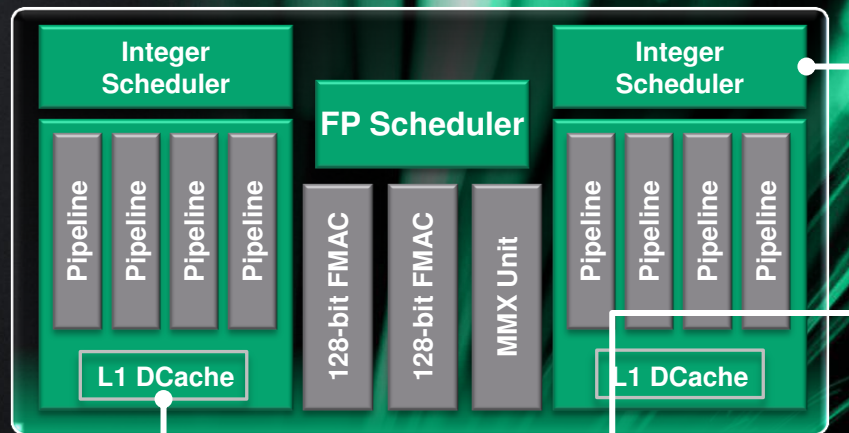 Integer
Scheduler
FP Scheduler
Integer
Scheduler
Pipeline
Pipeline
Pipeline
Pipeline
128-bit FMAC
128-bit FMAC
MMX Unit
Pipeline
Pipeline
Pipeline
Pipeline
L1 DCache
L1 DCache